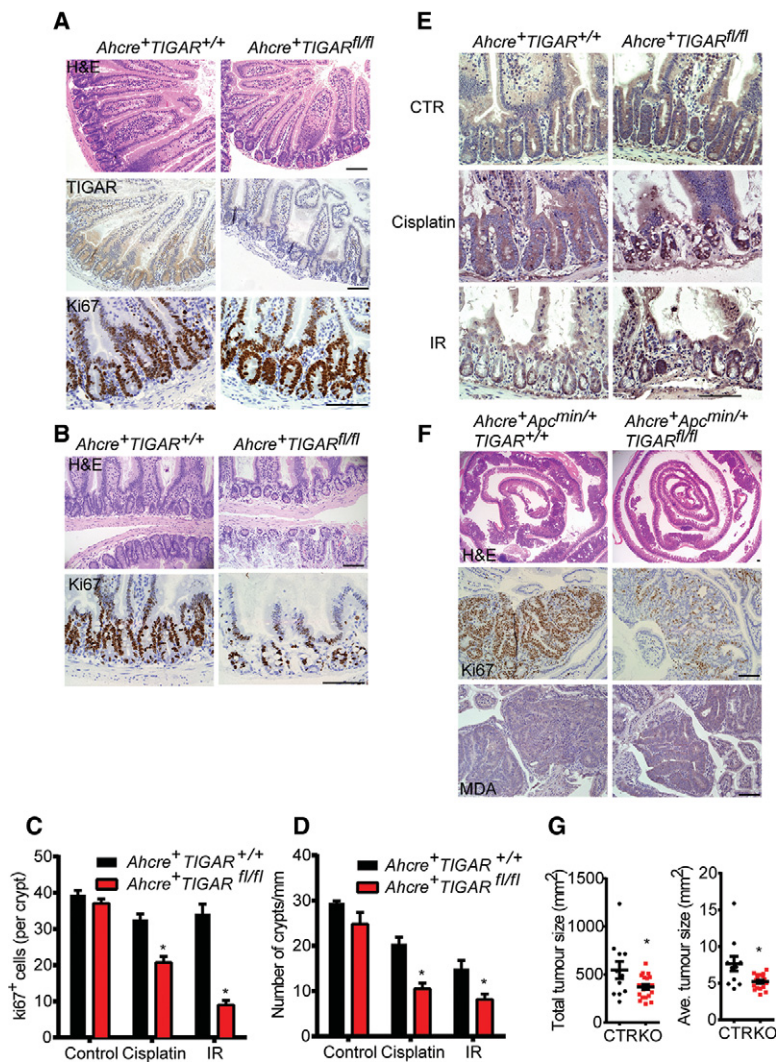 A
Ahcre+TIGAR+/+ Ahcre+TIGARfl/fl
H&E
TIGAR
Ki67
B
Ahcre+TIGAR+/+ Ahcre+TIGARfl/fl
H&E
Ki67
E
Ahcre+TIGAR+/+ Ahcre+TIGARfl/fl
CTR
Cisplatin
IR
F
Ahcre+Apcmin/+ Ahcre+Apcmin/+
TIGAR+/+ TIGARfl/fl
H&E
Ki67
MDA
C
Ahcre+TIGAR+/+
Ahcre+TIGAR fl/fl
ki67+ cells (per crypt)
50
40
30
20
10
0
*
*
Control Cisplatin IR
D
Ahcre+TIGAR+/+
Ahcre+TIGAR fl/fl
Number of crypts/mm
40
30
20
10
0
*
*
Control Cisplatin IR
G
Total tumour size (mm2)
1500
1000
500
0
*
CTRKO
Ave. tumour size (mm2)
20
15
10
5
0
*
CTRKO